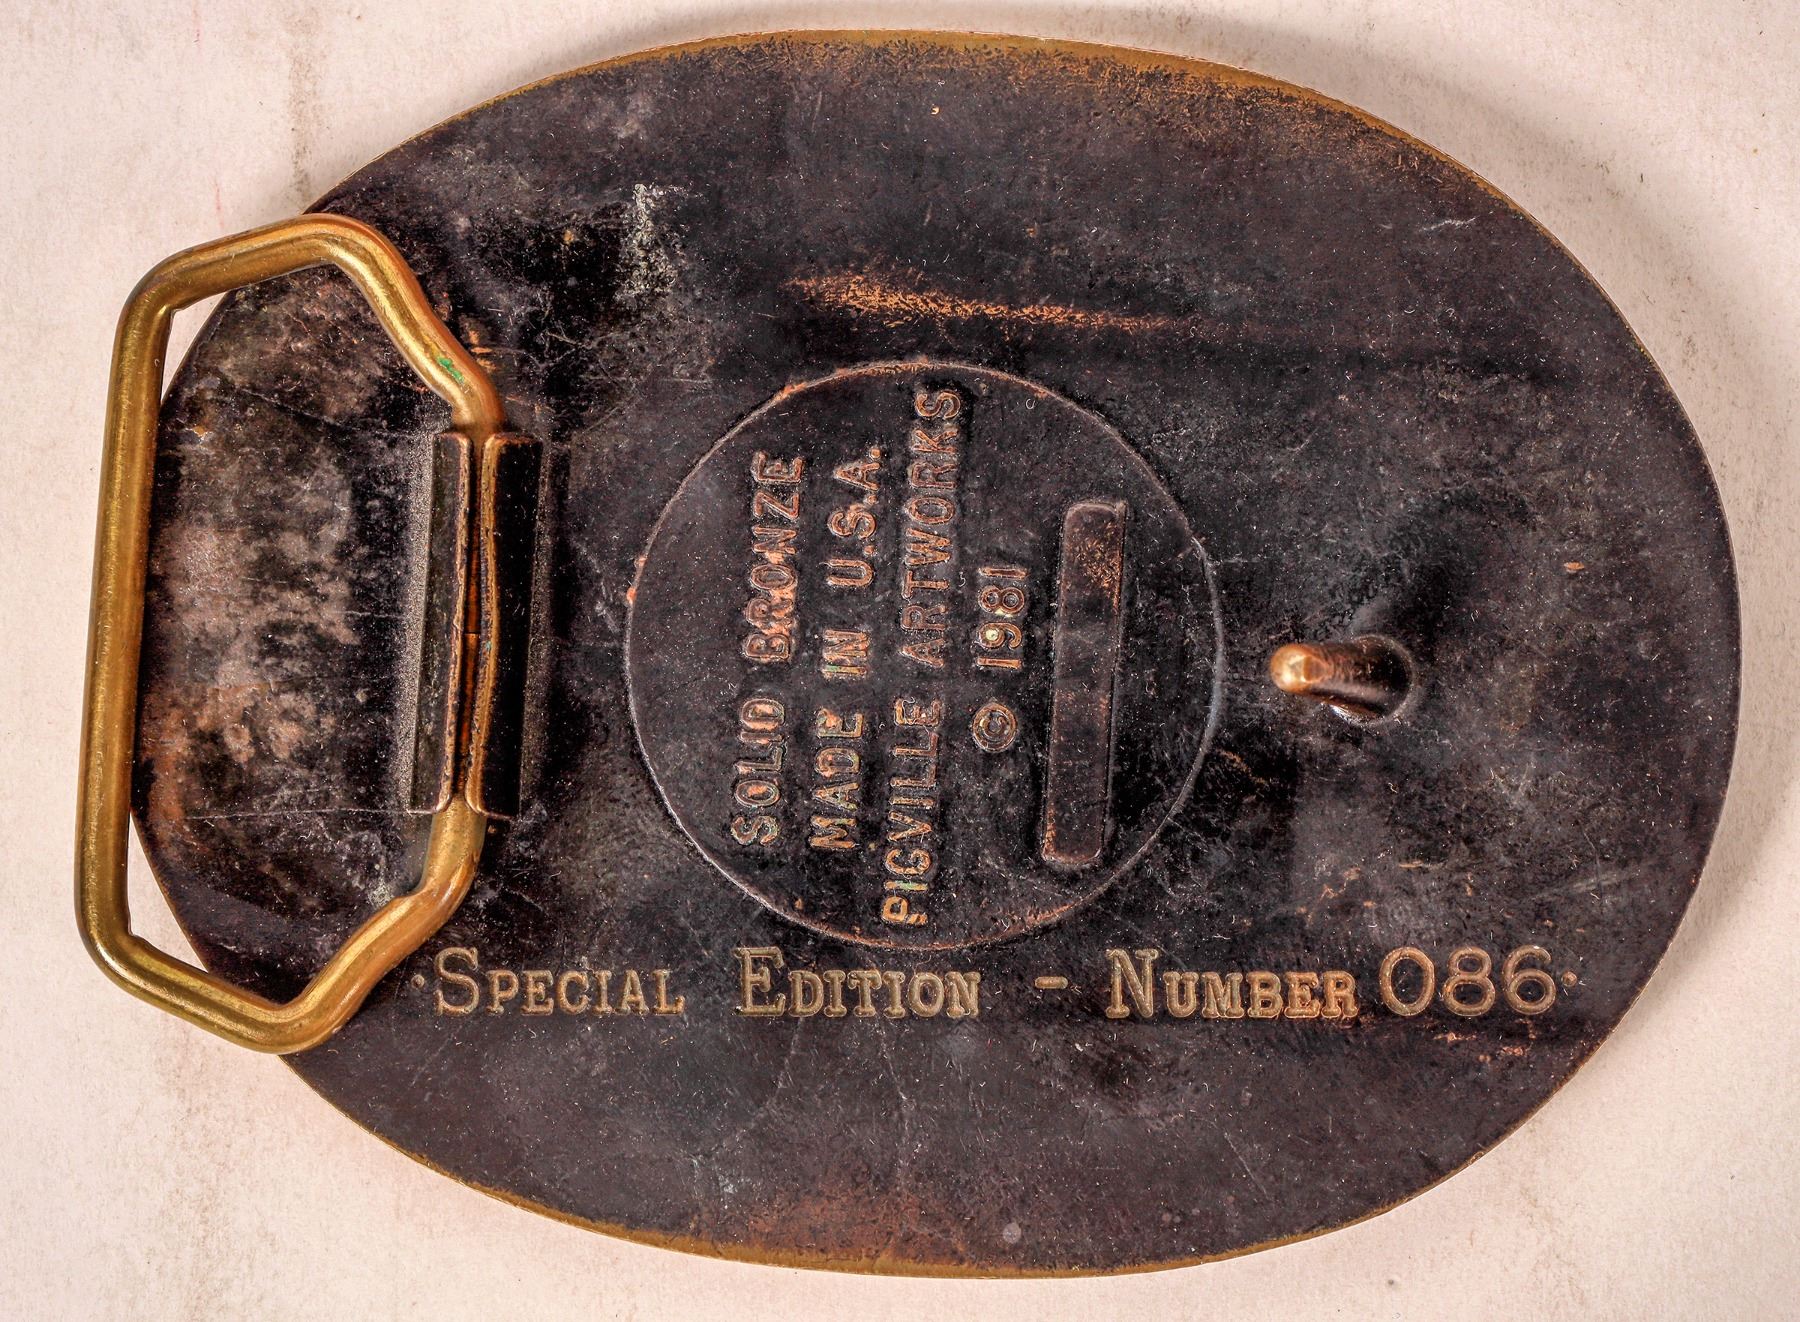 SOLID BRONZE
MADE IN U.S.A.
PIGVILLE ARTWORKS
© 1981
·SPECIAL EDITION - NUMBER 086·